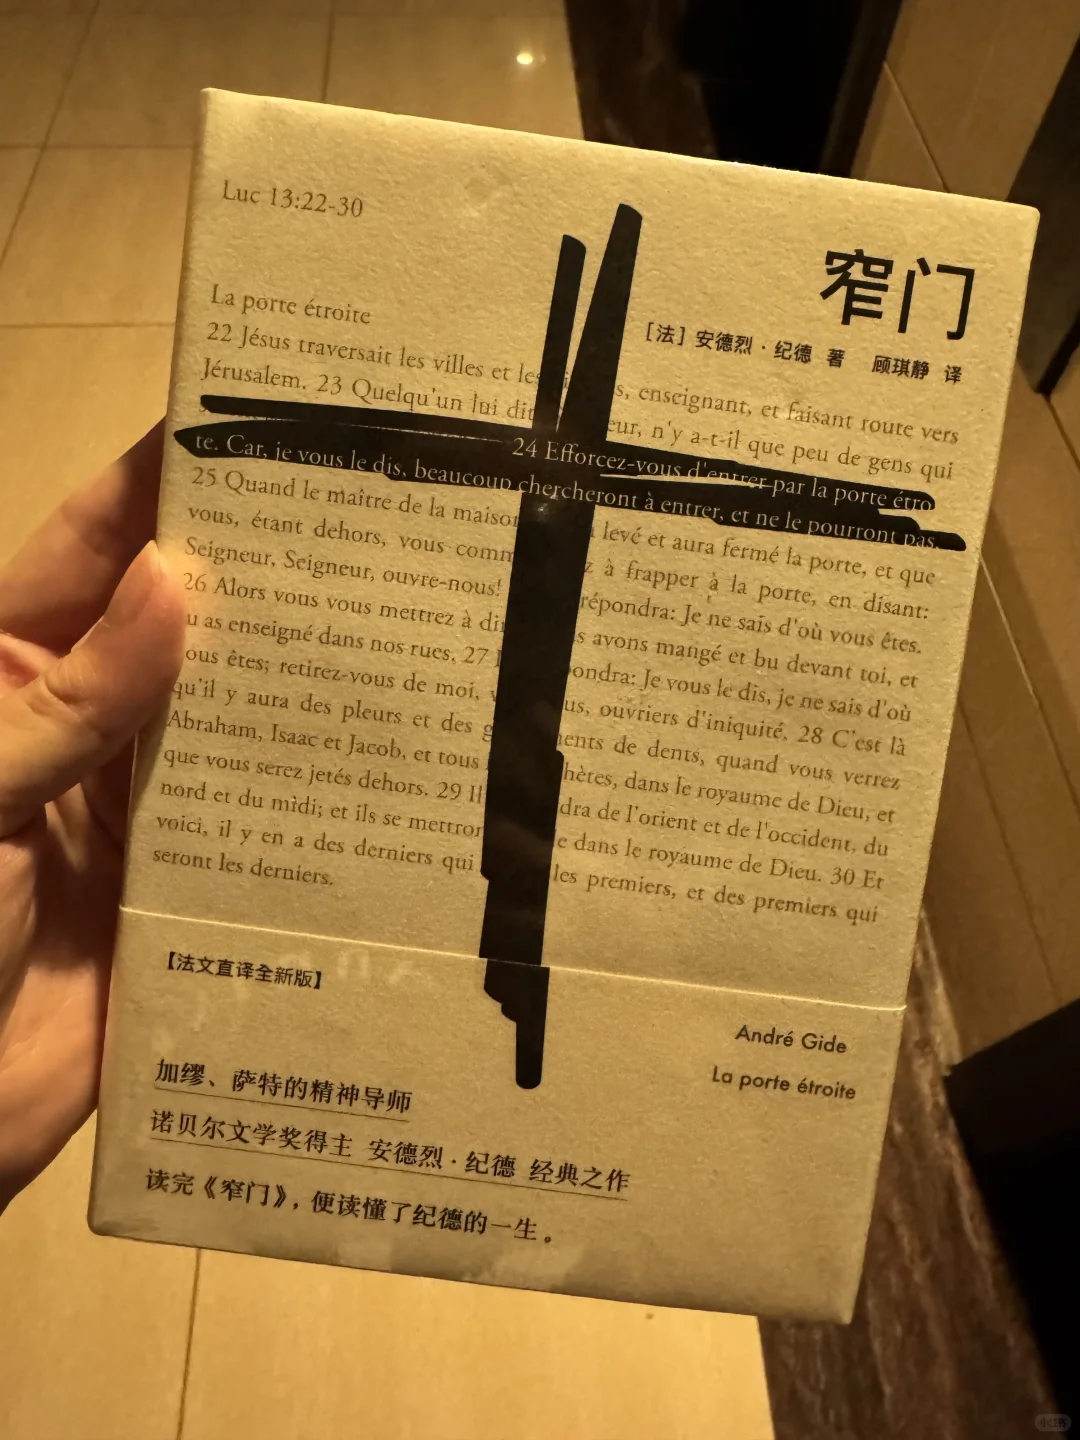 Luc 13:22-30
窄门
[法] 安德烈·纪德 著 顾琪静 译
La porte étroite
22 Jésus traversait les villes et les s, enseignant, et faisant route vers
Jérusalem. 23 Quelqu'un lui dit eur, n'y a-t-il que peu de gens qui
24 Efforcez-vous d'entrer par la porte étro
te. Car, je vous le dis, beaucoup chercheront à entrer, et ne le pourront pas.
25 Quand le maître de la maison levé et aura fermé la porte, et que
vous, étant dehors, vous comm z à frapper à la porte, en disant:
Seigneur, Seigneur, ouvre-nous! répondra: Je ne sais d'où vous êtes.
26 Alors vous vous mettrez à dir s avons mangé et bu devant toi, et
u as enseigné dans nos rues. 27 ondra: Je vous le dis, je ne sais d'où
ous êtes; retirez-vous de moi, us, ouvriers d'iniquité. 28 C'est là
qu'il y aura des pleurs et des g ments de dents, quand vous verrez
Abraham, Isaac et Jacob, et tous hètes, dans le royaume de Dieu, et
que vous serez jetés dehors. 29 Il dra de l'orient et de l'occident, du
nord et du midi; et ils se mettron e dans le royaume de Dieu. 30 Et
voici, il y en a des derniers qui les premiers, et des premiers qui
seront les derniers.
【法文直译全新版】
André Gide
La porte étroite
加缪、萨特的精神导师
诺贝尔文学奖得主 安德烈·纪德 经典之作
读完《窄门》，便读懂了纪德的一生。